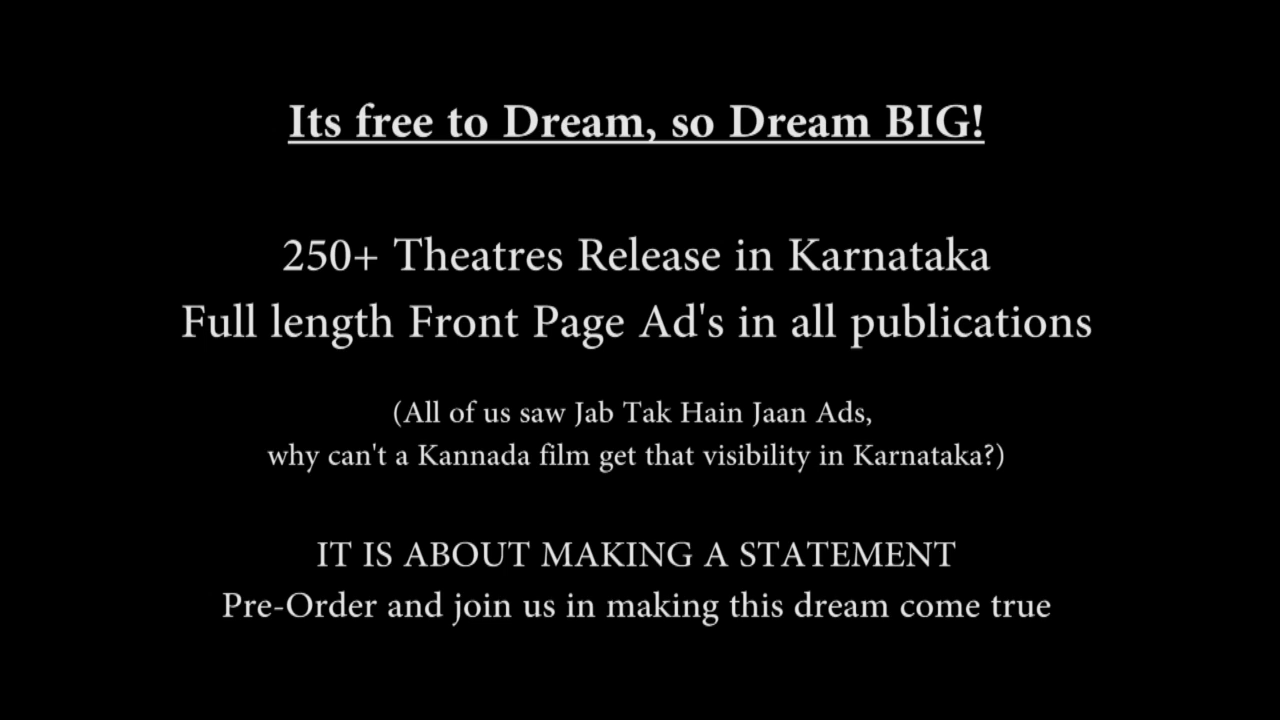 Its free to Dream, so Dream BIG!
250+ Theatres Release in Karnataka
Full length Front Page Ad's in all publications
(All of us saw Jab Tak Hain Jaan Ads,
why can't a Kannada film get that visibility in Karnataka?)
IT IS ABOUT MAKING A STATEMENT
Pre-Order and join us in making this dream come true